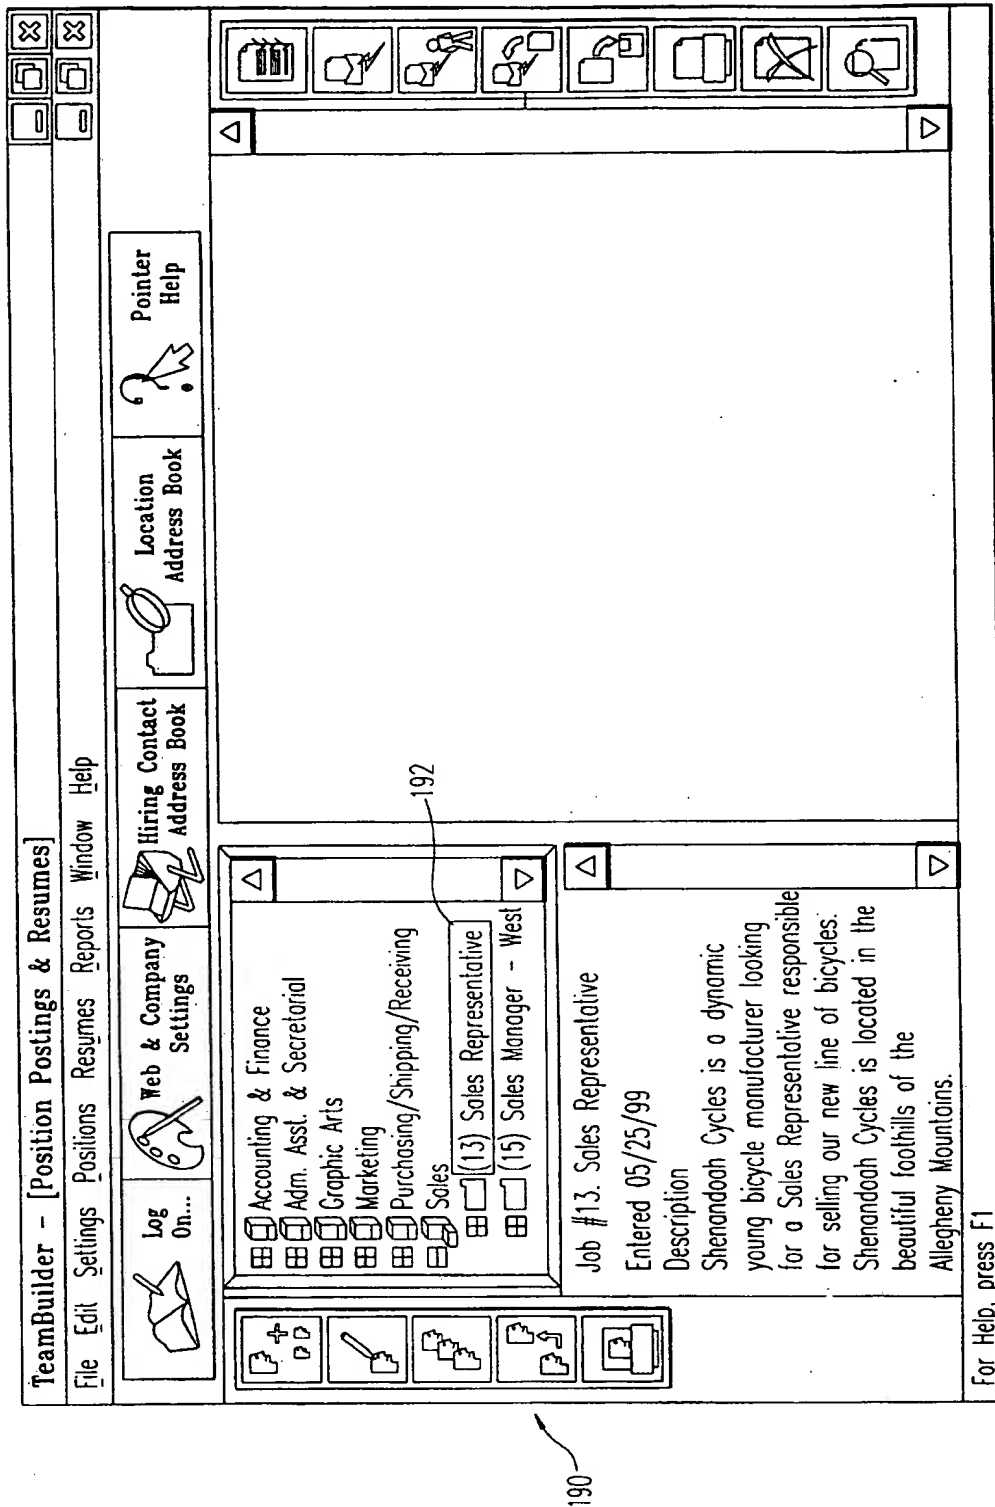 TeamBuilder - [Position Postings & Resumes]
File Edit Settings Positions Resumes Reports Window Help
Log
On...
Web & Company
Settings
Hiring Contact
Address Book
Location
Address Book
Pointer
Help
Accounting & Finance
Adm. Asst. & Secretarial
Graphic Arts
Marketing
Purchasing/Shipping/Receiving
Sales
(13) Sales Representative
(15) Sales Manager - West
192
Job #13. Sales Representative
Entered 05/25/99
Description
Shenandoah Cycles is a dynamic
young bicycle manufacturer looking
for a Sales Representative responsible
for selling our new line of bicycles.
Shenandoah Cycles is located in the
beautiful foothills of the
Allegheny Mountains.
For Help, press F1
190